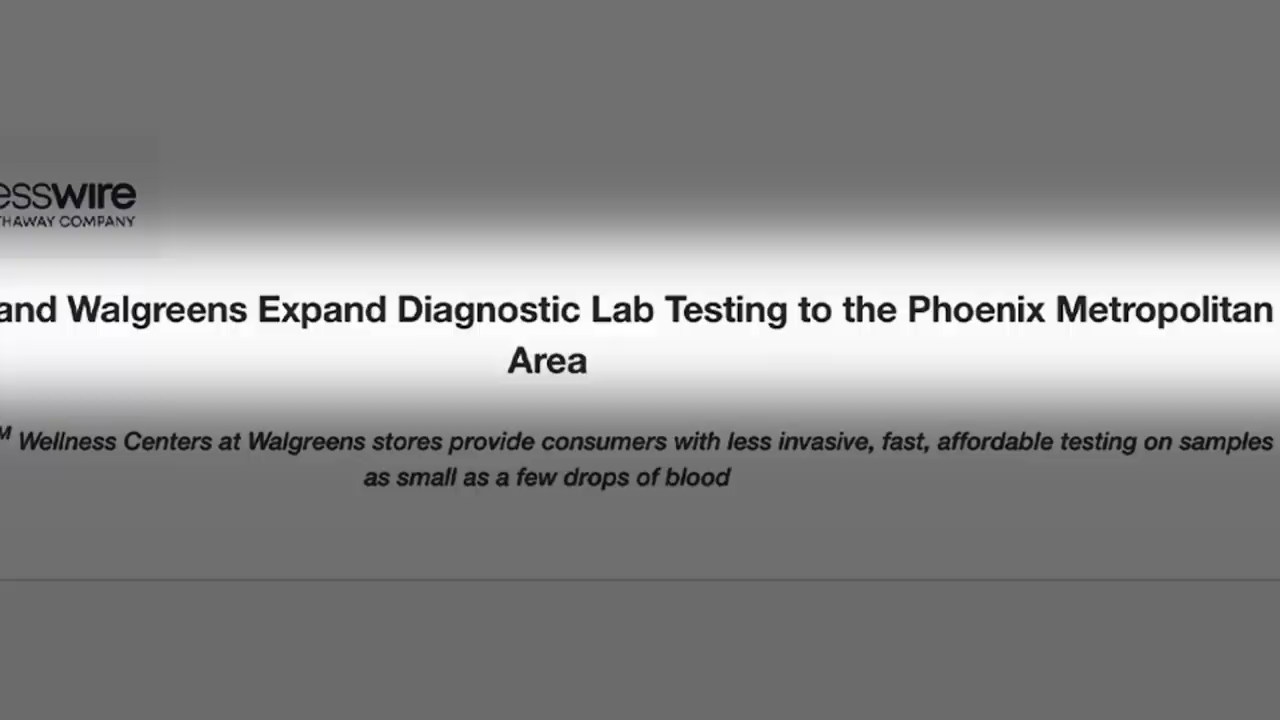 esswire
HAWAY COMPANY
and Walgreens Expand Diagnostic Lab Testing to the Phoenix Metropolitan
Area
M Wellness Centers at Walgreens stores provide consumers with less invasive, fast, affordable testing on samples
as small as a few drops of blood